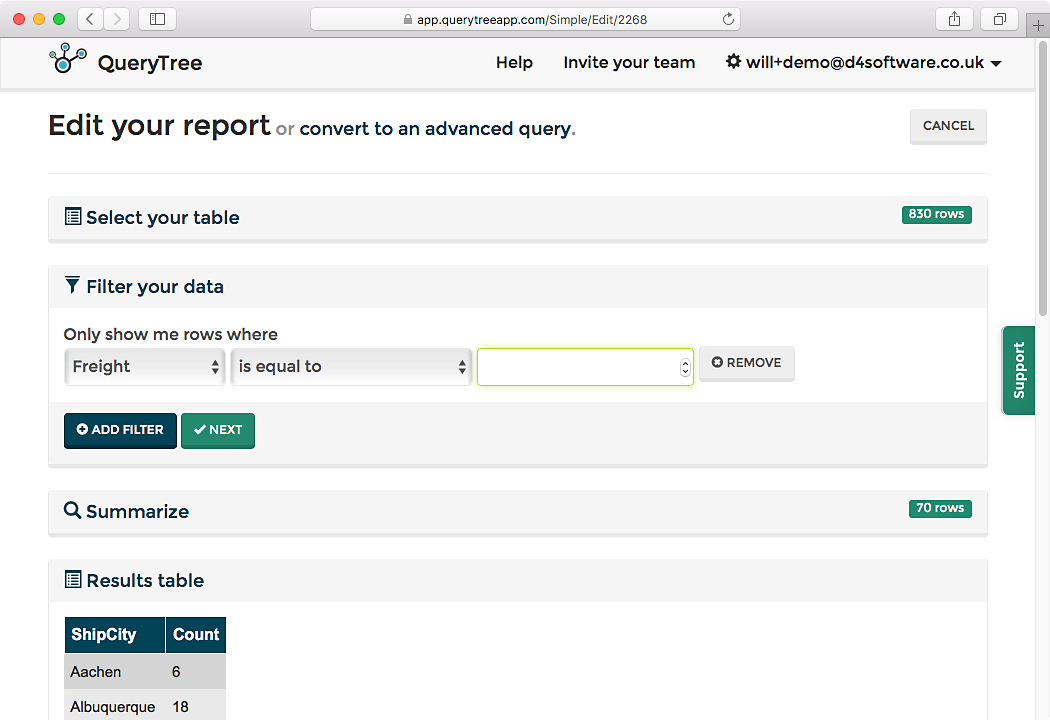 app.querytreeapp.com/Simple/Edit/2268
QueryTree
Help
Invite your team
will+demo@d4software.co.uk
Edit your report or convert to an advanced query.
CANCEL
Select your table
830 rows
Filter your data
Only show me rows where
Freight
is equal to
REMOVE
ADD FILTER
NEXT
Support
Summarize
70 rows
Results table
ShipCity Count
Aachen 6
Albuquerque 18